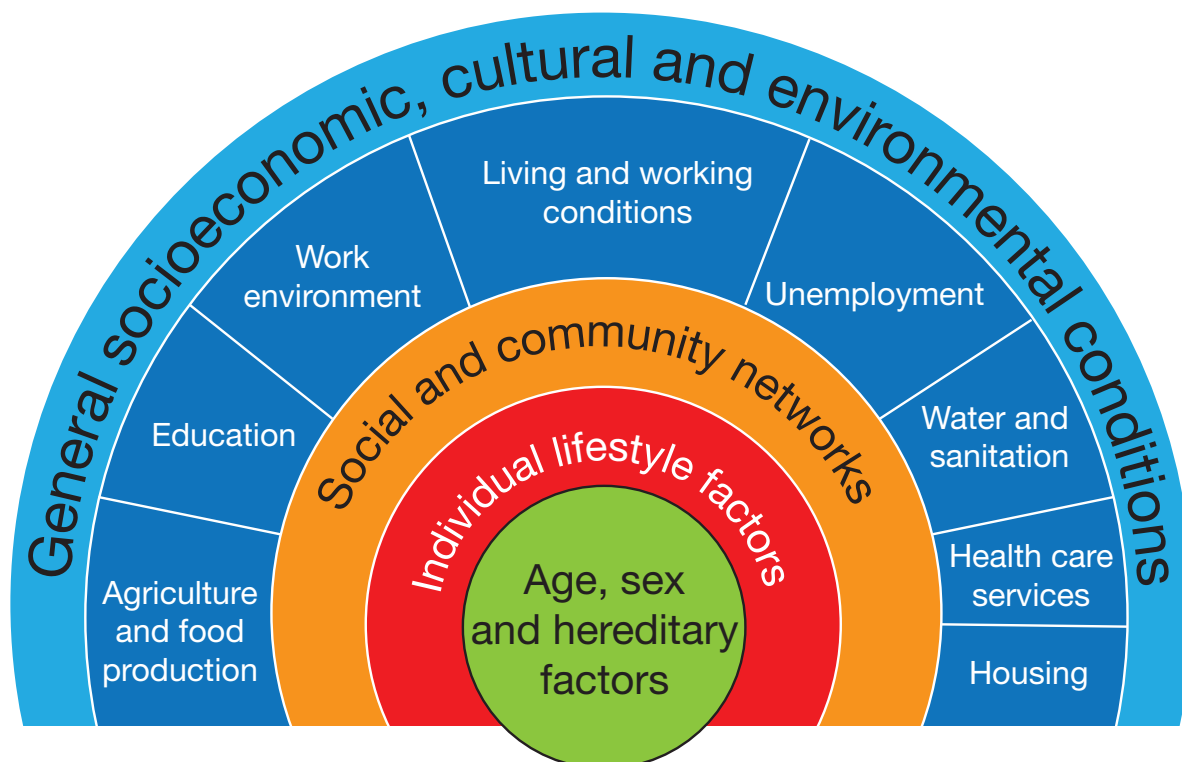 General socioeconomic, cultural and environmental conditions
Living and working
conditions
Work
environment
Unemployment
Education
Water and
sanitation
Agriculture
and food
production
Health care
services
Housing
Social and community networks
Individual lifestyle factors
Age, sex
and hereditary
factors